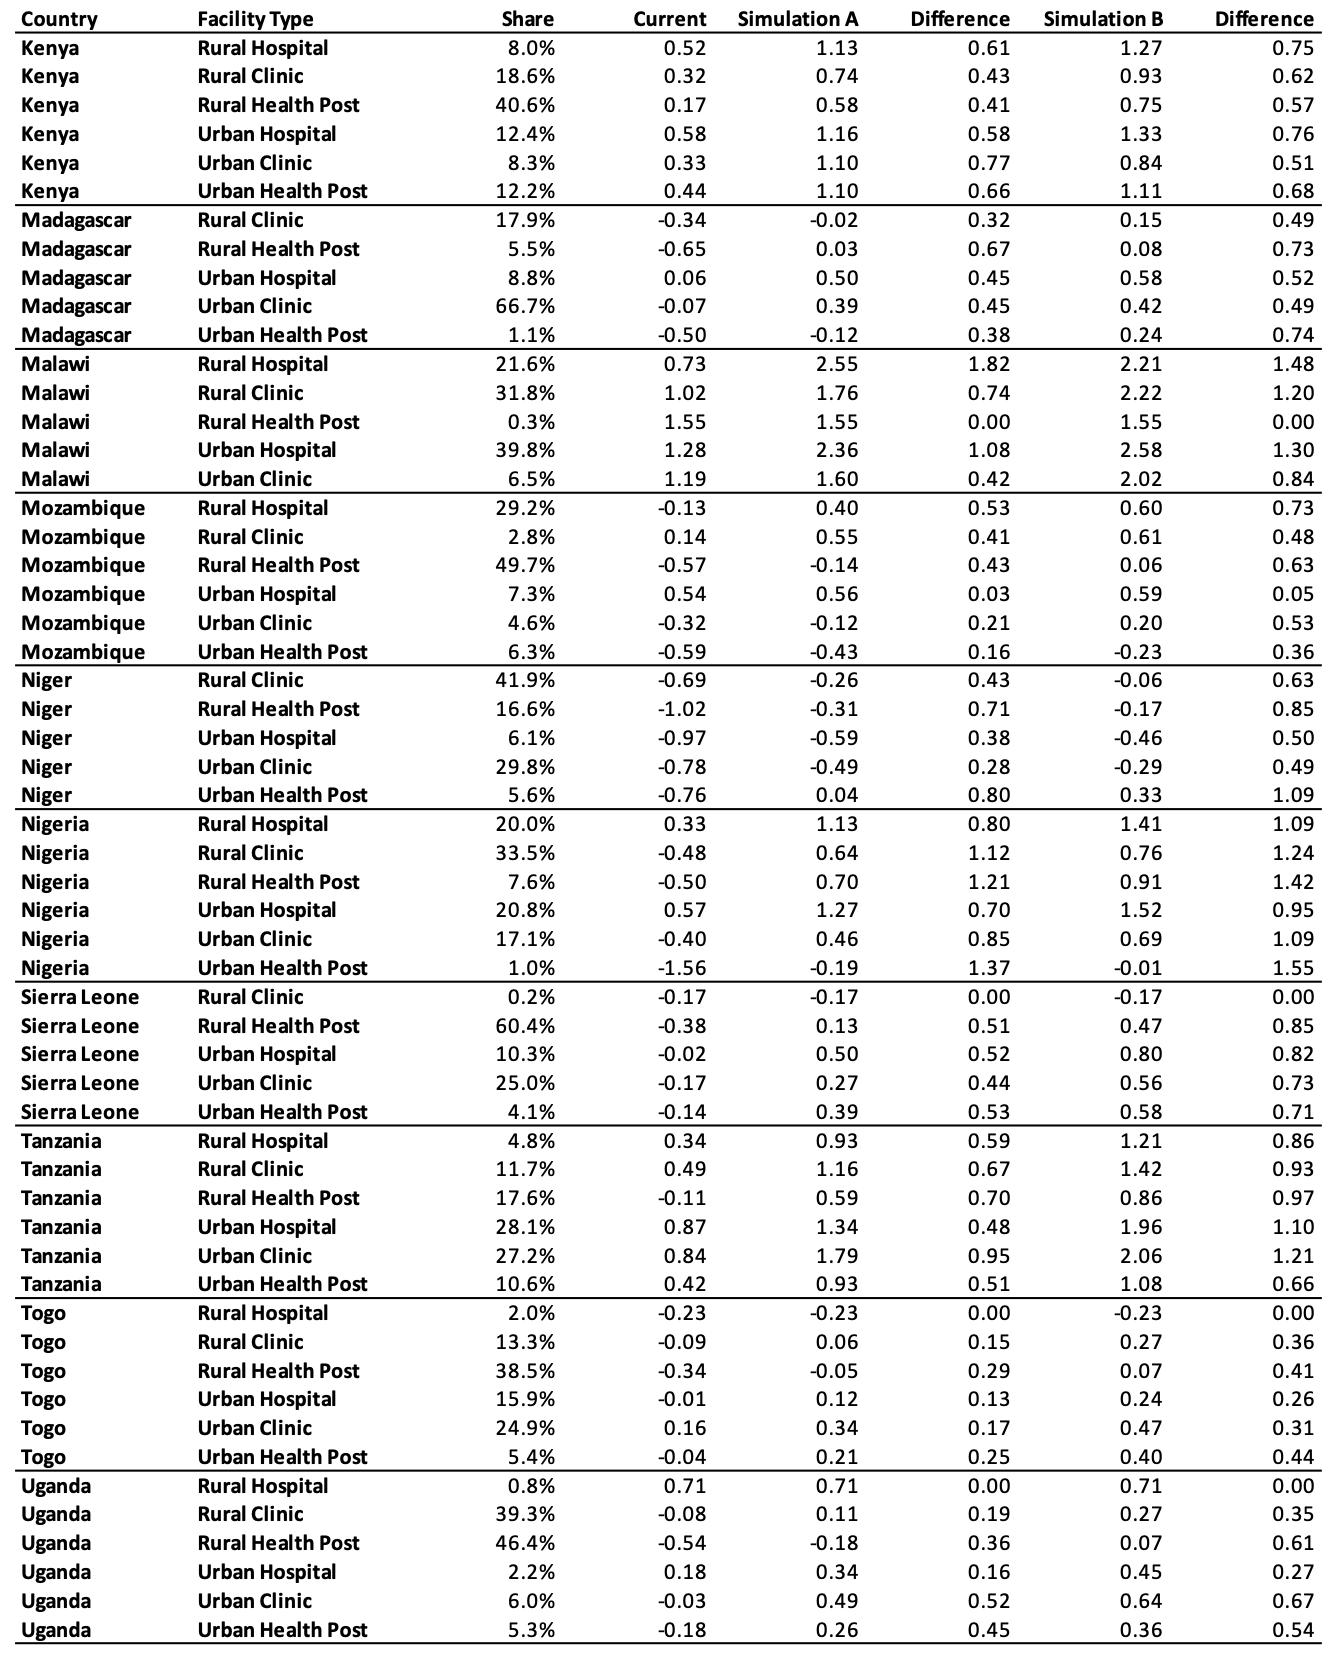 Country Facility Type Share Current Simulation A Difference Simulation B Difference
Kenya Rural Hospital 8.0% 0.52 1.13 0.61 1.27 0.75
Kenya Rural Clinic 18.6% 0.32 0.74 0.43 0.93 0.62
Kenya Rural Health Post 40.6% 0.17 0.58 0.41 0.75 0.57
Kenya Urban Hospital 12.4% 0.58 1.16 0.58 1.33 0.76
Kenya Urban Clinic 8.3% 0.33 1.10 0.77 0.84 0.51
Kenya Urban Health Post 12.2% 0.44 1.10 0.66 1.11 0.68
Madagascar Rural Clinic 17.9% -0.34 -0.02 0.32 0.15 0.49
Madagascar Rural Health Post 5.5% -0.65 0.03 0.67 0.08 0.73
Madagascar Urban Hospital 8.8% 0.06 0.50 0.45 0.58 0.52
Madagascar Urban Clinic 66.7% -0.07 0.39 0.45 0.42 0.49
Madagascar Urban Health Post 1.1% -0.50 -0.12 0.38 0.24 0.74
Malawi Rural Hospital 21.6% 0.73 2.55 1.82 2.21 1.48
Malawi Rural Clinic 31.8% 1.02 1.76 0.74 2.22 1.20
Malawi Rural Health Post 0.3% 1.55 1.55 0.00 1.55 0.00
Malawi Urban Hospital 39.8% 1.28 2.36 1.08 2.58 1.30
Malawi Urban Clinic 6.5% 1.19 1.60 0.42 2.02 0.84
Mozambique Rural Hospital 29.2% -0.13 0.40 0.53 0.60 0.73
Mozambique Rural Clinic 2.8% 0.14 0.55 0.41 0.61 0.48
Mozambique Rural Health Post 49.7% -0.57 -0.14 0.43 0.06 0.63
Mozambique Urban Hospital 7.3% 0.54 0.56 0.03 0.59 0.05
Mozambique Urban Clinic 4.6% -0.32 -0.12 0.21 0.20 0.53
Mozambique Urban Health Post 6.3% -0.59 -0.43 0.16 -0.23 0.36
Niger Rural Clinic 41.9% -0.69 -0.26 0.43 -0.06 0.63
Niger Rural Health Post 16.6% -1.02 -0.31 0.71 -0.17 0.85
Niger Urban Hospital 6.1% -0.97 -0.59 0.38 -0.46 0.50
Niger Urban Clinic 29.8% -0.78 -0.49 0.28 -0.29 0.49
Niger Urban Health Post 5.6% -0.76 0.04 0.80 0.33 1.09
Nigeria Rural Hospital 20.0% 0.33 1.13 0.80 1.41 1.09
Nigeria Rural Clinic 33.5% -0.48 0.64 1.12 0.76 1.24
Nigeria Rural Health Post 7.6% -0.50 0.70 1.21 0.91 1.42
Nigeria Urban Hospital 20.8% 0.57 1.27 0.70 1.52 0.95
Nigeria Urban Clinic 17.1% -0.40 0.46 0.85 0.69 1.09
Nigeria Urban Health Post 1.0% -1.56 -0.19 1.37 -0.01 1.55
Sierra Leone Rural Clinic 0.2% -0.17 -0.17 0.00 -0.17 0.00
Sierra Leone Rural Health Post 60.4% -0.38 0.13 0.51 0.47 0.85
Sierra Leone Urban Hospital 10.3% -0.02 0.50 0.52 0.80 0.82
Sierra Leone Urban Clinic 25.0% -0.17 0.27 0.44 0.56 0.73
Sierra Leone Urban Health Post 4.1% -0.14 0.39 0.53 0.58 0.71
Tanzania Rural Hospital 4.8% 0.34 0.93 0.59 1.21 0.86
Tanzania Rural Clinic 11.7% 0.49 1.16 0.67 1.42 0.93
Tanzania Rural Health Post 17.6% -0.11 0.59 0.70 0.86 0.97
Tanzania Urban Hospital 28.1% 0.87 1.34 0.48 1.96 1.10
Tanzania Urban Clinic 27.2% 0.84 1.79 0.95 2.06 1.21
Tanzania Urban Health Post 10.6% 0.42 0.93 0.51 1.08 0.66
Togo Rural Hospital 2.0% -0.23 -0.23 0.00 -0.23 0.00
Togo Rural Clinic 13.3% -0.09 0.06 0.15 0.27 0.36
Togo Rural Health Post 38.5% -0.34 -0.05 0.29 0.07 0.41
Togo Urban Hospital 15.9% -0.01 0.12 0.13 0.24 0.26
Togo Urban Clinic 24.9% 0.16 0.34 0.17 0.47 0.31
Togo Urban Health Post 5.4% -0.04 0.21 0.25 0.40 0.44
Uganda Rural Hospital 0.8% 0.71 0.71 0.00 0.71 0.00
Uganda Rural Clinic 39.3% -0.08 0.11 0.19 0.27 0.35
Uganda Rural Health Post 46.4% -0.54 -0.18 0.36 0.07 0.61
Uganda Urban Hospital 2.2% 0.18 0.34 0.16 0.45 0.27
Uganda Urban Clinic 6.0% -0.03 0.49 0.52 0.64 0.67
Uganda Urban Health Post 5.3% -0.18 0.26 0.45 0.36 0.54